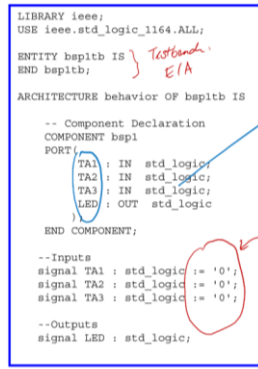 LIBRARY ieee;
USE ieee.std_logic_1164.ALL;
ENTITY bsp1tb IS
END bsp1tb;
Testbench
E/A
ARCHITECTURE behavior OF bsp1tb IS
-- Component Declaration
COMPONENT bsp1
PORT(
TA1 : IN std_logic;
TA2 : IN std_logic;
TA3 : IN std_logic;
LED : OUT std_logic
);
END COMPONENT;
--Inputs
signal TA1 : std_logic := '0';
signal TA2 : std_logic := '0';
signal TA3 : std_logic := '0';
--Outputs
signal LED : std_logic;